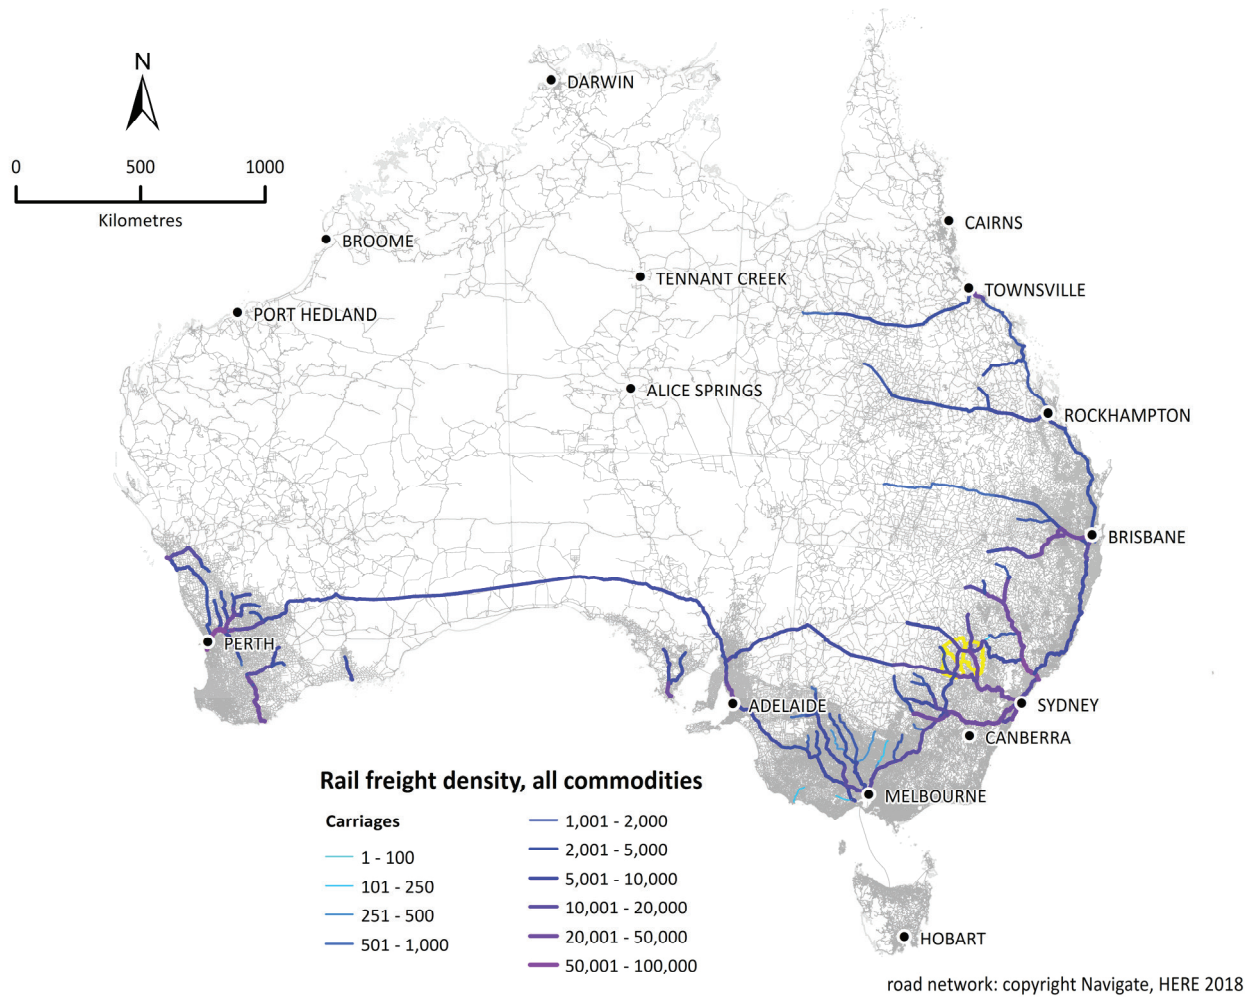 N
DARWIN
0 500 1000
Kilometres
CAIRNS
BROOME
TENNANT CREEK
TOWNSVILLE
PORT HEDLAND
ALICE SPRINGS
ROCKHAMPTON
BRISBANE
PERTH
ADELAIDE
SYDNEY
CANBERRA
MELBOURNE
HOBART
Rail freight density, all commodities
Carriages
1 - 100
101 - 250
251 - 500
501 - 1,000
1,001 - 2,000
2,001 - 5,000
5,001 - 10,000
10,001 - 20,000
20,001 - 50,000
50,001 - 100,000
road network: copyright Navigate, HERE 2018